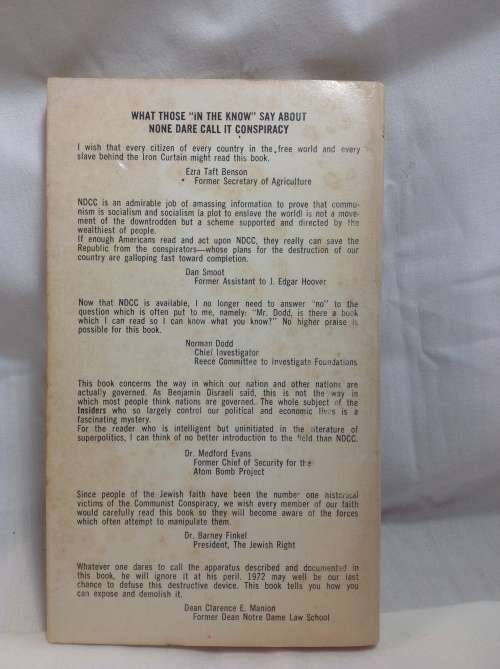 WHAT THOSE "IN THE KNOW" SAY ABOUT
NONE DARE CALL IT CONSPIRACY
I wish that every citizen of every country in the free world and every
slave behind the Iron Curtain might read this book.
Ezra Taft Benson
Former Secretary of Agriculture
NDCC is an admirable job of amassing information to prove that commu-
nism is socialism and socialism (a plot to enslave the world) is not a move-
ment of the downtrodden but a scheme supported and directed by the
wealthiest of people.
If enough Americans read and act upon NDCC, they really can save the
Republic from the conspirators—whose plans for the destruction of our
country are galloping fast toward completion.
Dan Smoot
Former Assistant to J. Edgar Hoover
Now that NDCC is available, I no longer need to answer "no" to the
question which is often put to me, namely: "Mr. Dodd, is there a book
which I can read so I can know what you know?" No higher praise is
possible for this book.
Norman Dodd
Chief Investigator
Reece Committee to Investigate Foundations
This book concerns the way in which our nation and other nations are
actually governed. As Benjamin Disraeli said, this is not the way in
which most people think nations are governed. The whole subject of the
Insiders who so largely control our political and economic lives is a
fascinating mystery.
For the reader who is intelligent but uninitiated in the literature of
superpolitics, I can think of no better introduction to the field than NDCC.
Dr. Medford Evans
Former Chief of Security for the
Atom Bomb Project
Since people of the Jewish faith have been the number one historical
victims of the Communist Conspiracy, we wish every member of our faith
would carefully read this book so they will become aware of the forces
which often attempt to manipulate them.
Dr. Barney Finkel
President, The Jewish Right
Whatever one dares to call the apparatus described and documented in
this book, he will ignore it at his peril. 1972 may well be our last
chance to defuse this destructive device. This book tells you how you
can expose and demolish it.
Dean Clarence E. Manion
Former Dean Notre Dame Law School